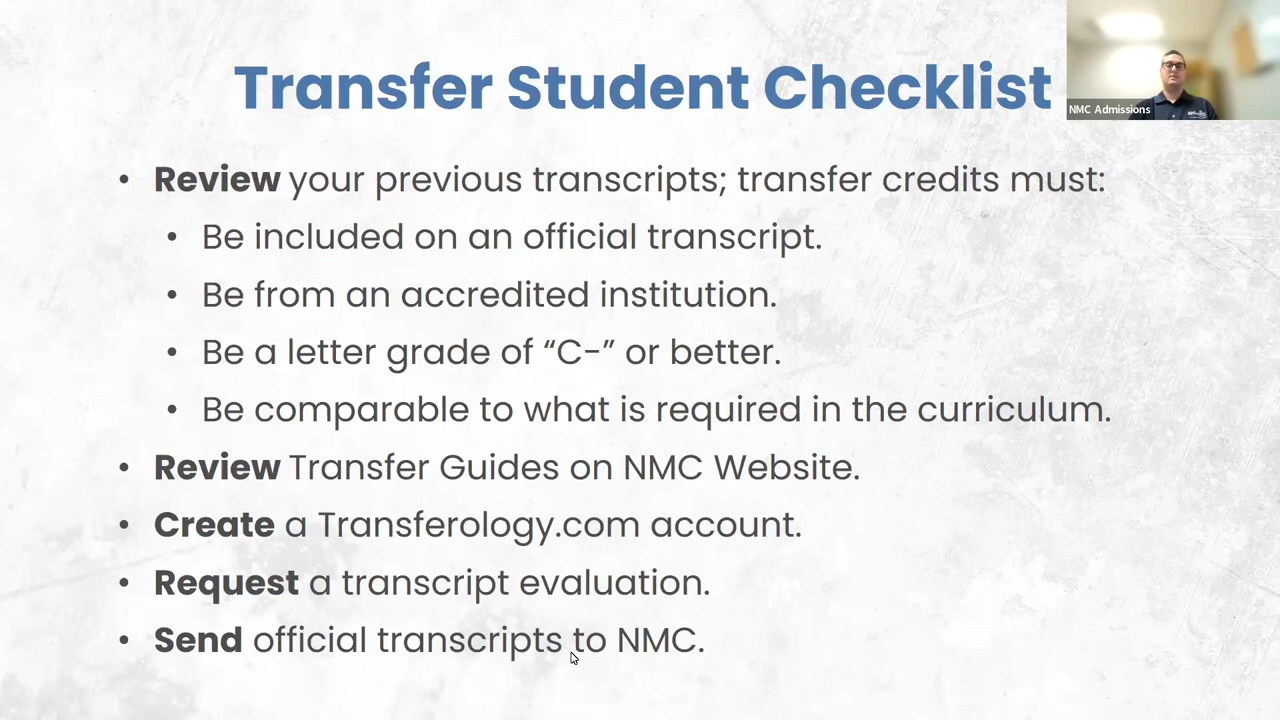 Transfer Student Checklist
NMC Admissions
• Review your previous transcripts; transfer credits must:
• Be included on an official transcript.
• Be from an accredited institution.
• Be a letter grade of “C-” or better.
• Be comparable to what is required in the curriculum.
• Review Transfer Guides on NMC Website.
• Create a Transferology.com account.
• Request a transcript evaluation.
• Send official transcripts to NMC.